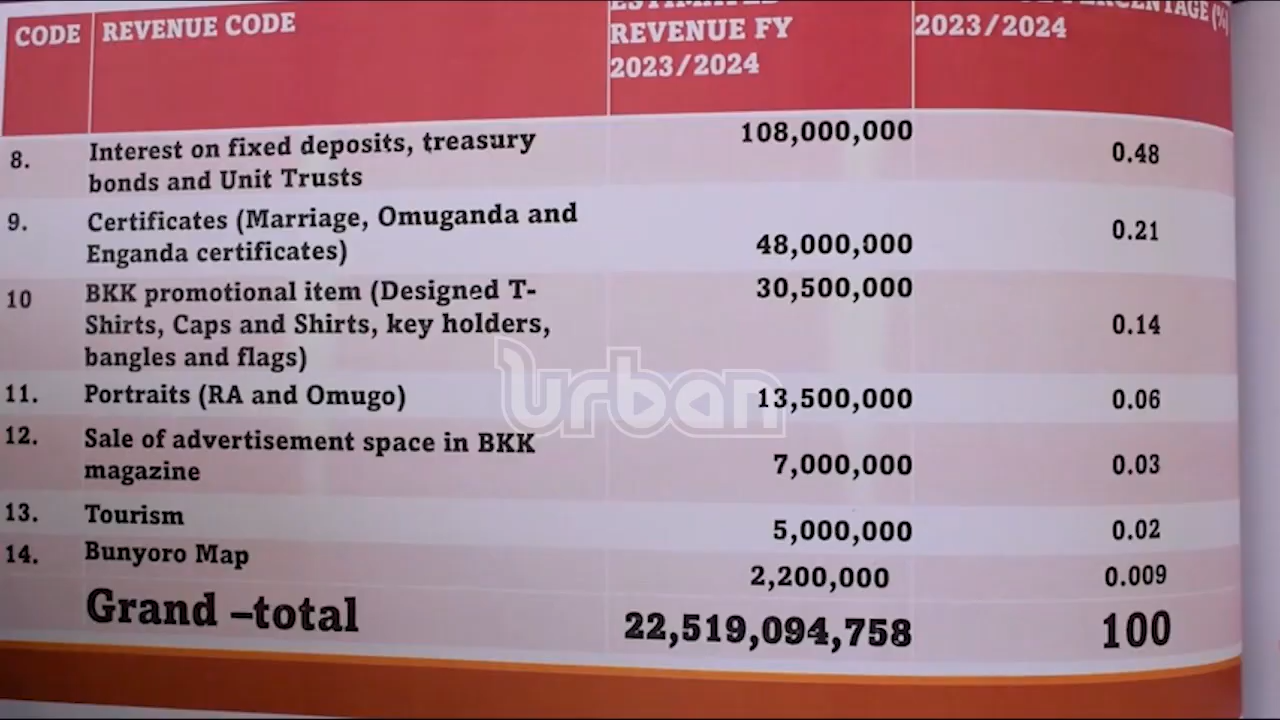 CODE REVENUE CODE
ESTIMATED
REVENUE FY
2023/2024
PERCENTAGE (%)
2023/2024
8. Interest on fixed deposits, treasury
bonds and Unit Trusts
108,000,000 0.48
9. Certificates (Marriage, Omuganda and
Enganda certificates)
48,000,000 0.21
10 BKK promotional item (Designed T-
Shirts, Caps and Shirts, key holders,
bangles and flags)
30,500,000 0.14
11. Portraits (RA and Omugo) 13,500,000 0.06
12. Sale of advertisement space in BKK
magazine
7,000,000 0.03
13. Tourism 5,000,000 0.02
14. Bunyoro Map 2,200,000 0.009
Grand –total 22,519,094,758 100
urban